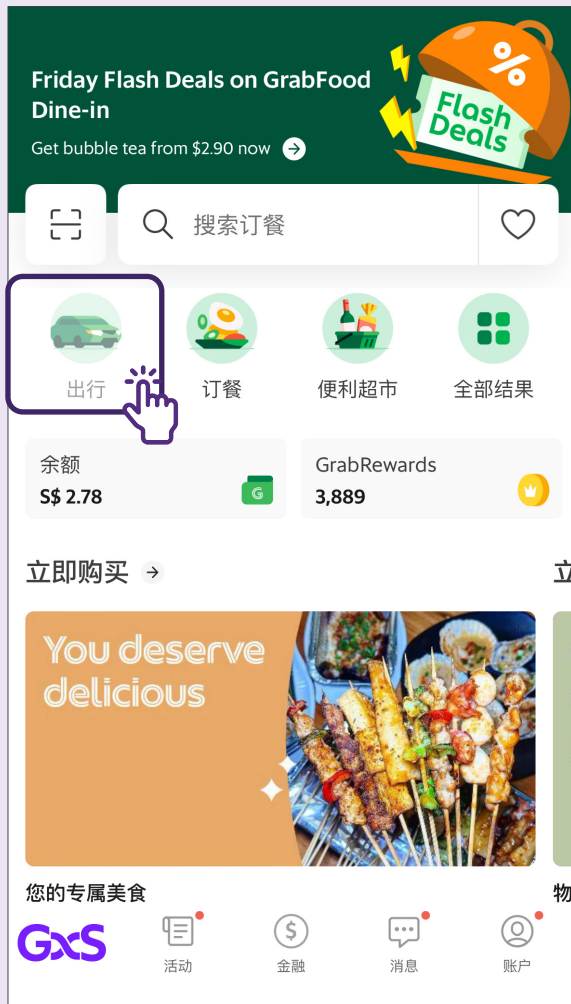 Friday Flash Deals on GrabFood
Dine-in
Get bubble tea from $2.90 now
%
Flash
Deals
搜索订餐
出行
订餐
便利超市
全部结果
余额
S$ 2.78
G
GrabRewards
3,889
立即购买
立
You deserve
delicious
您的专属美食
物
GXS
活动
$
金融
消息
账户